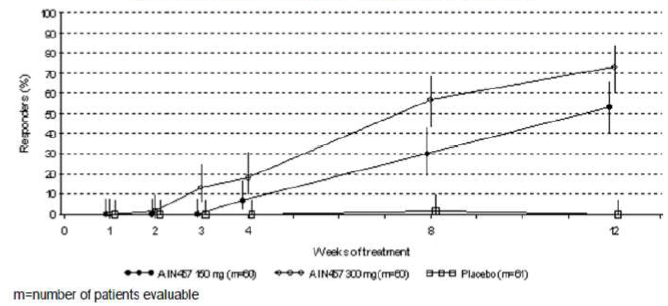 100
90
80
70
60
50
40
30
20
10
0
Responders (%)
0 1 2 3 4 8 12
Weeks of treatment
AIN457 150 mg (m=60) AIN457 300 mg (m=60) Placebo (m=61)
m=number of patients evaluable